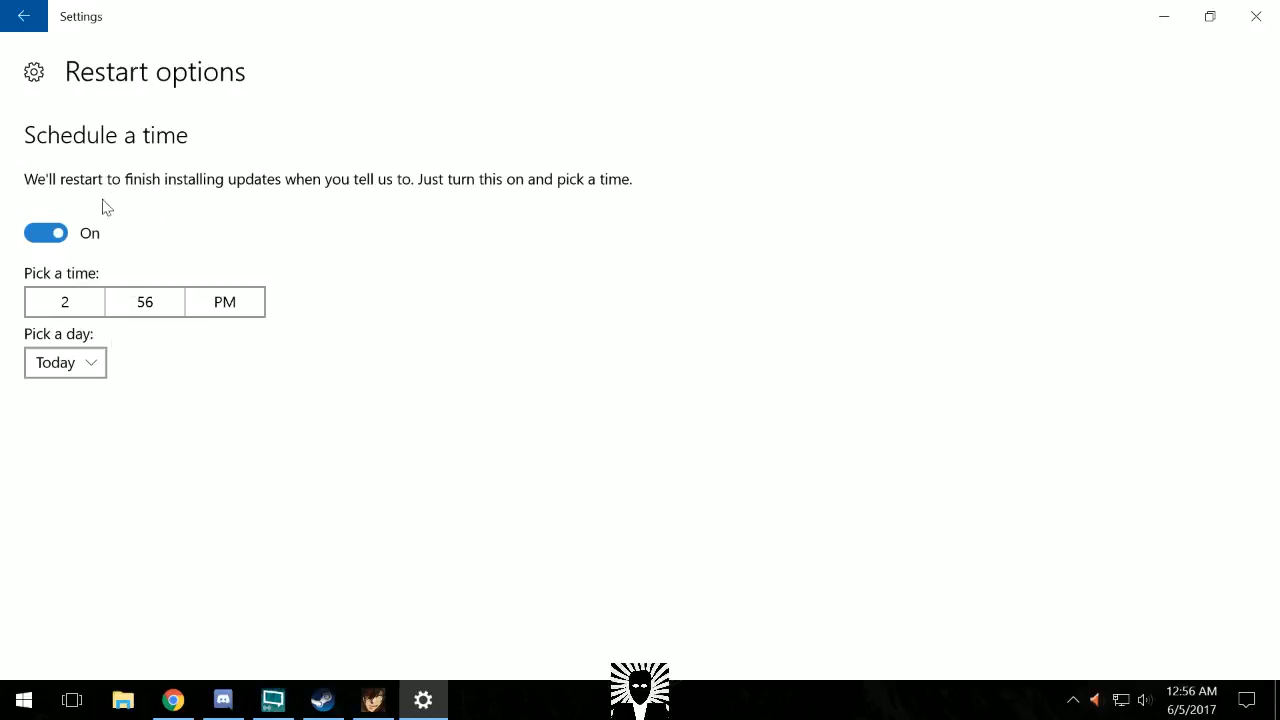 Settings
Restart options
Schedule a time
We'll restart to finish installing updates when you tell us to. Just turn this on and pick a time.
On
Pick a time:
2 56 PM
Pick a day:
Today
12:56 AM
6/5/2017